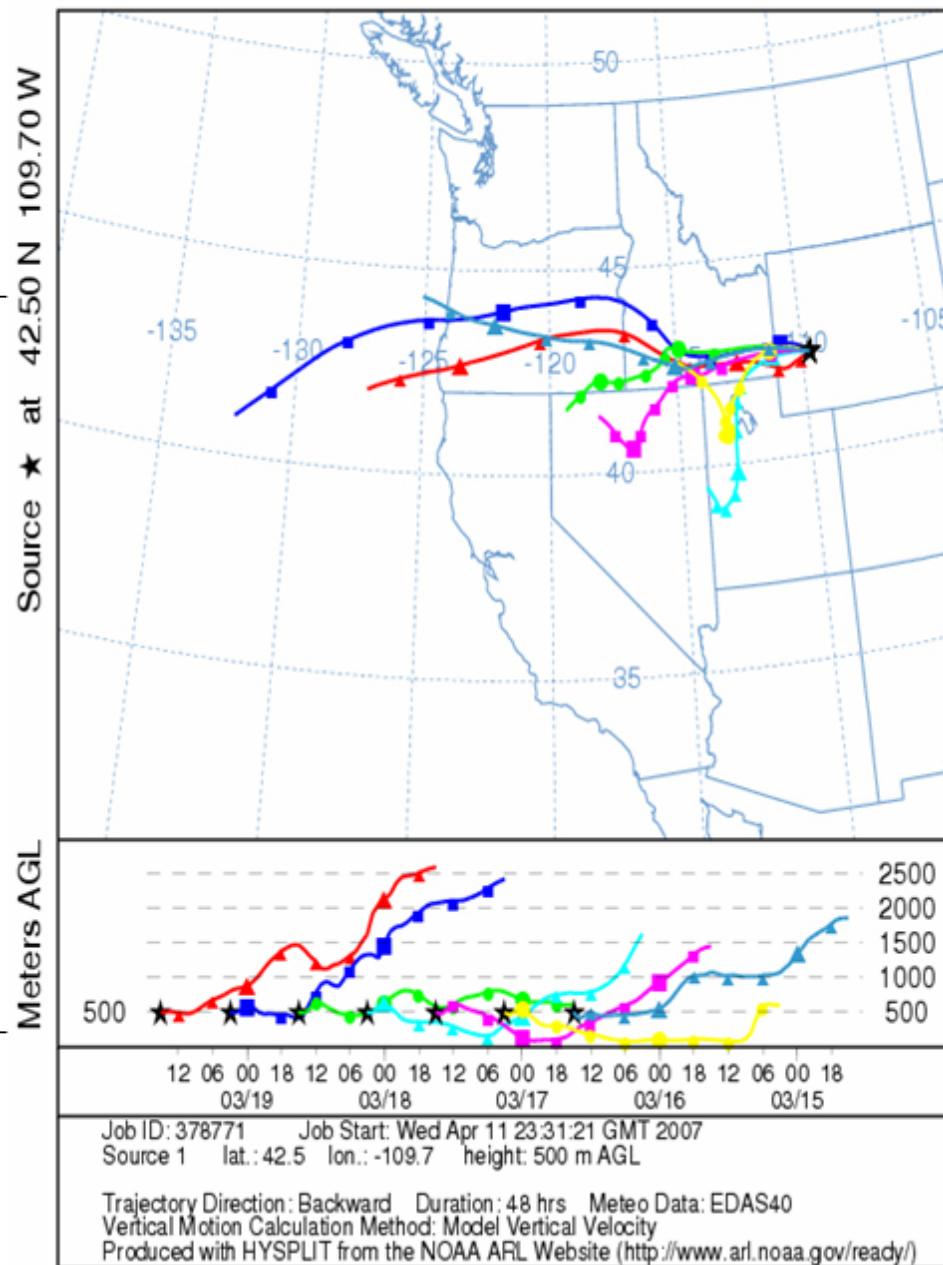 Source ★ at 42.50 N 109.70 W
50
45
-135
-130
-125
-120
-110
-105
40
35
Meters AGL
2500
2000
1500
1000
500
500
12 06 00 18 12 06 00 18 12 06 00 18 12 06 00 18 12 06 00 18
03/19 03/18 03/17 03/16 03/15
Job ID: 378771 Job Start: Wed Apr 11 23:31:21 GMT 2007
Source 1 lat.: 42.5 lon.: -109.7 height: 500 m AGL
Trajectory Direction: Backward Duration: 48 hrs Meteo Data: EDAS40
Vertical Motion Calculation Method: Model Vertical Velocity
Produced with HYSPLIT from the NOAA ARL Website (http://www.arl.noaa.gov/ready/)